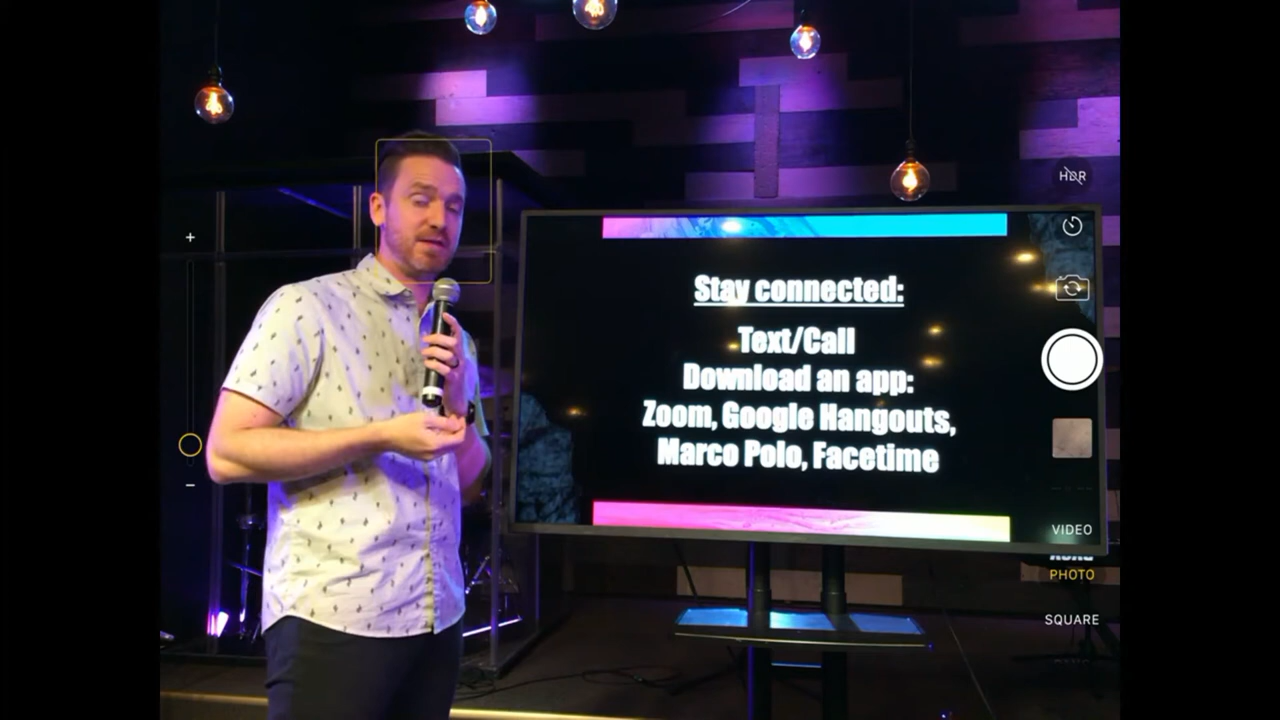 HDR
Stay connected:
Text/Call
Download an app:
Zoom, Google Hangouts,
Marco Polo, Facetime
VIDEO
PHOTO
SQUARE